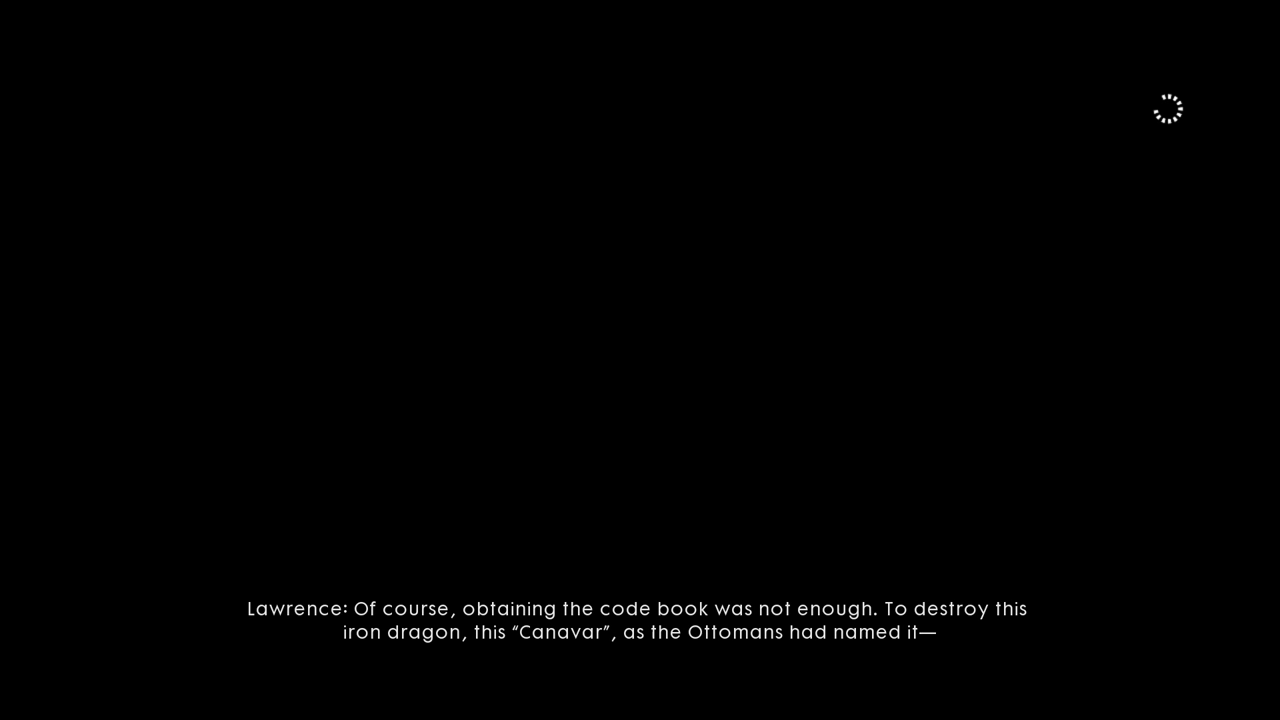 Lawrence: Of course, obtaining the code book was not enough. To destroy this
iron dragon, this “Canavar”, as the Ottomans had named it—